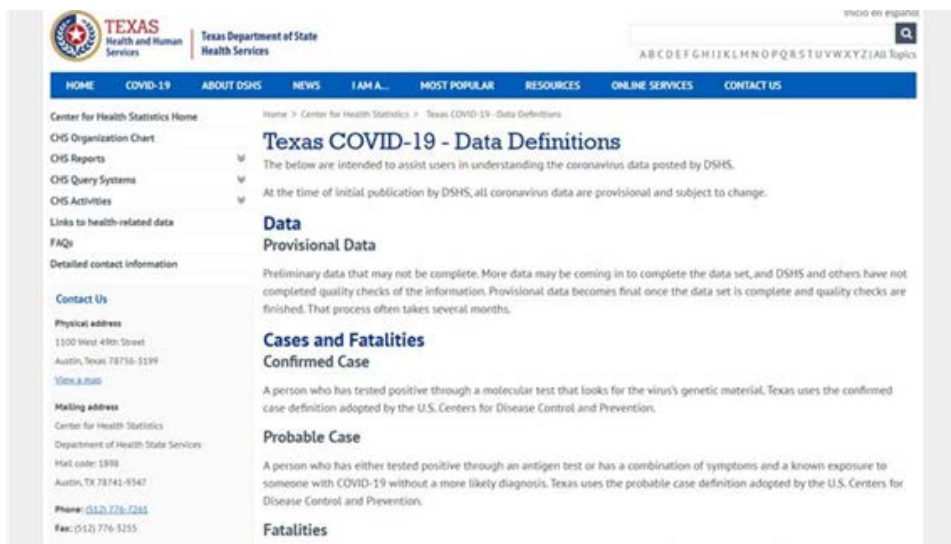 Inicio en español
TEXAS
Health and Human
Services
Texas Department of State
Health Services
A B C D E F G H I J K L M N O P Q R S T U V W X Y Z | All Topics
HOME COVID-19 ABOUT DSHS NEWS I AM A... MOST POPULAR RESOURCES ONLINE SERVICES CONTACT US
Center for Health Statistics Home
CHS Organization Chart
CHS Reports
CHS Query Systems
CHS Activities
Links to health-related data
FAQs
Detailed contact information
Contact Us
Physical address
1100 West 49th Street
Austin, Texas 78756-3199
View a map
Mailing address
Center for Health Statistics
Department of Health State Services
Mail code: 1898
Austin, TX 78741-9347
Phone: (512) 776-7261
Fax: (512) 776-3255
Home > Center for Health Statistics > Texas COVID-19 - Data Definitions
Texas COVID-19 - Data Definitions
The below are intended to assist users in understanding the coronavirus data posted by DSHS.
At the time of initial publication by DSHS, all coronavirus data are provisional and subject to change.
Data
Provisional Data
Preliminary data that may not be complete. More data may be coming in to complete the data set, and DSHS and others have not
completed quality checks of the information. Provisional data becomes final once the data set is complete and quality checks are
finished. That process often takes several months.
Cases and Fatalities
Confirmed Case
A person who has tested positive through a molecular test that looks for the virus's genetic material. Texas uses the confirmed
case definition adopted by the U.S. Centers for Disease Control and Prevention.
Probable Case
A person who has either tested positive through an antigen test or has a combination of symptoms and a known exposure to
someone with COVID-19 without a more likely diagnosis. Texas uses the probable case definition adopted by the U.S. Centers for
Disease Control and Prevention.
Fatalities